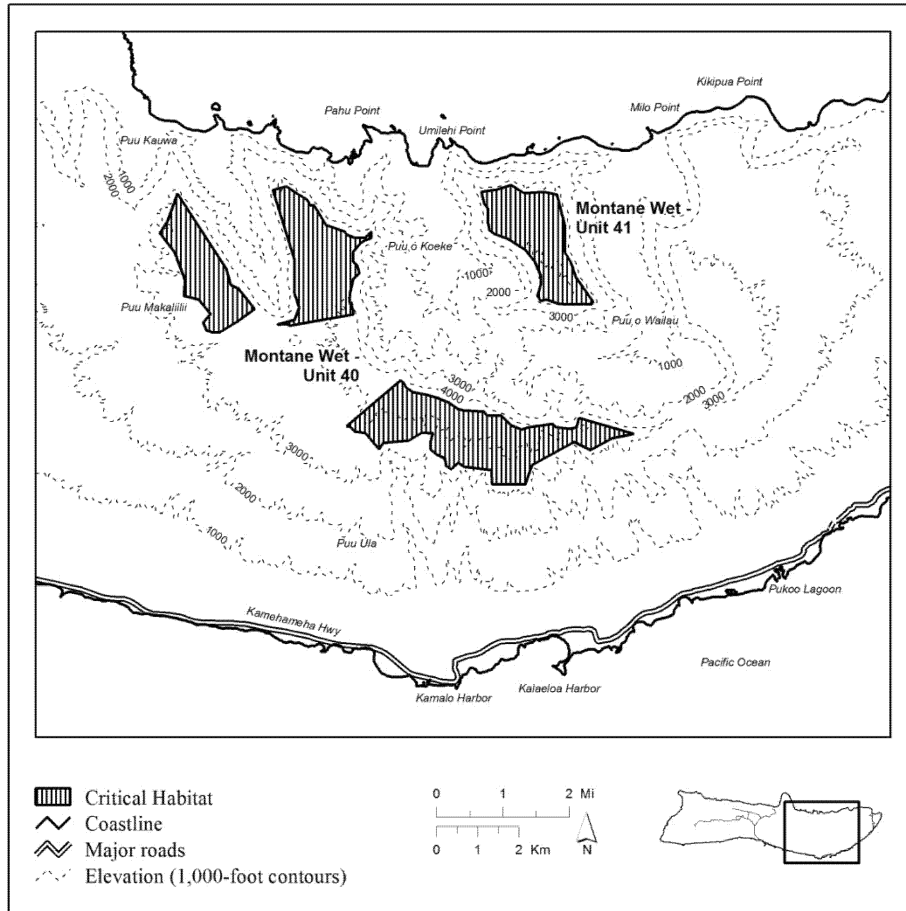 Kikipua Point
Pahu Point
Milo Point
Umilehi Point
Puu Kauwa
1000
2000
Montane Wet -
Unit 41
Puu o Koeke
1000
2000
Puu Makaliilii
3000
Puu o Wailau
Montane Wet -
Unit 40
1000
3000
4000
2000
3000
3000
2000
Puu Ula
1000
Pukoo Lagoon
Kamehameha Hwy
Pacific Ocean
Kamalo Harbor
Kalaeloa Harbor
Critical Habitat
Coastline
Major roads
Elevation (1,000-foot contours)
0 1 2 Mi
0 1 2 Km
N